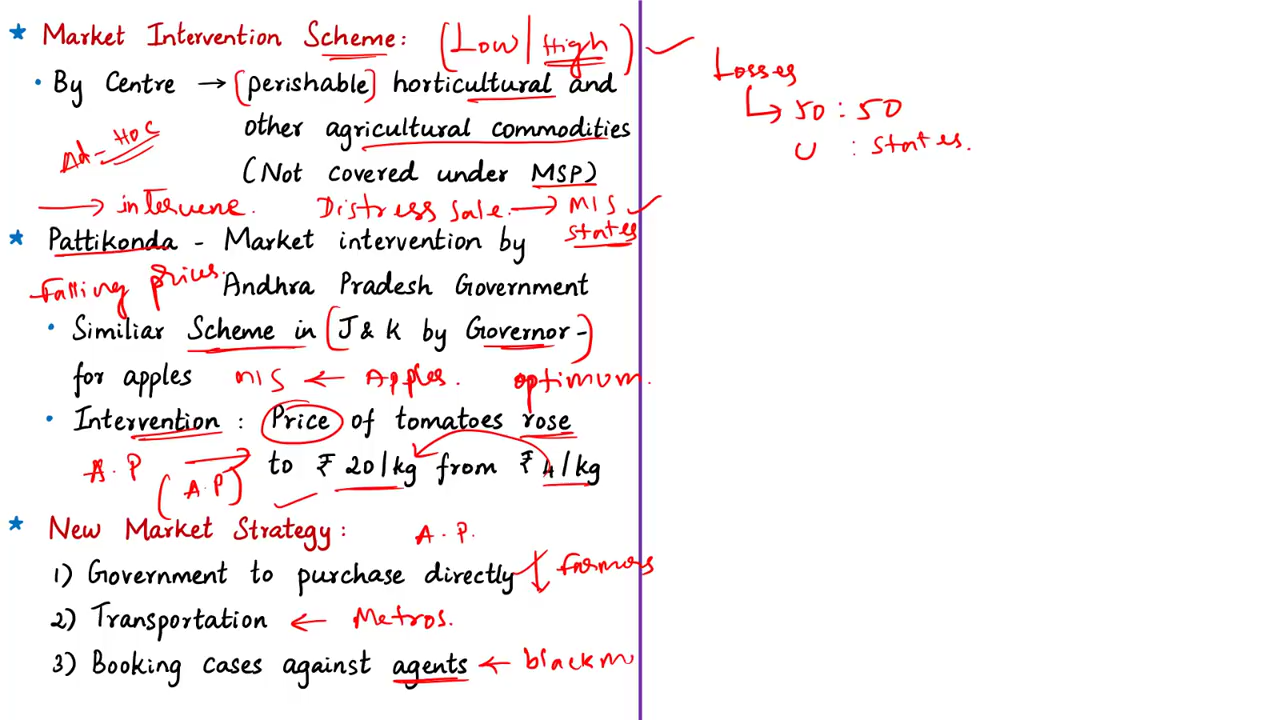 * Market Intervention Scheme: (Low | High)
• By Centre → [perishable] horticultural and
other agricultural commodities
Ad-Hoc
(Not covered under MSP)
→ intervene. Distress Sale. → MIS
states
* Pattikonda - Market intervention by
falling prices. Andhra Pradesh Government
• Similiar Scheme in (J & K by Governor-)
for apples MIS ← Apples. optimum.
• Intervention : Price of tomatoes rose
A.P (A.P) to ₹ 20/kg from ₹ 4/kg
* New Market Strategy: A.P.
1) Government to purchase directly farmers
2) Transportation ← Metros.
3) Booking cases against agents ← blackm
Losses
↳ 50 : 50
U : states.